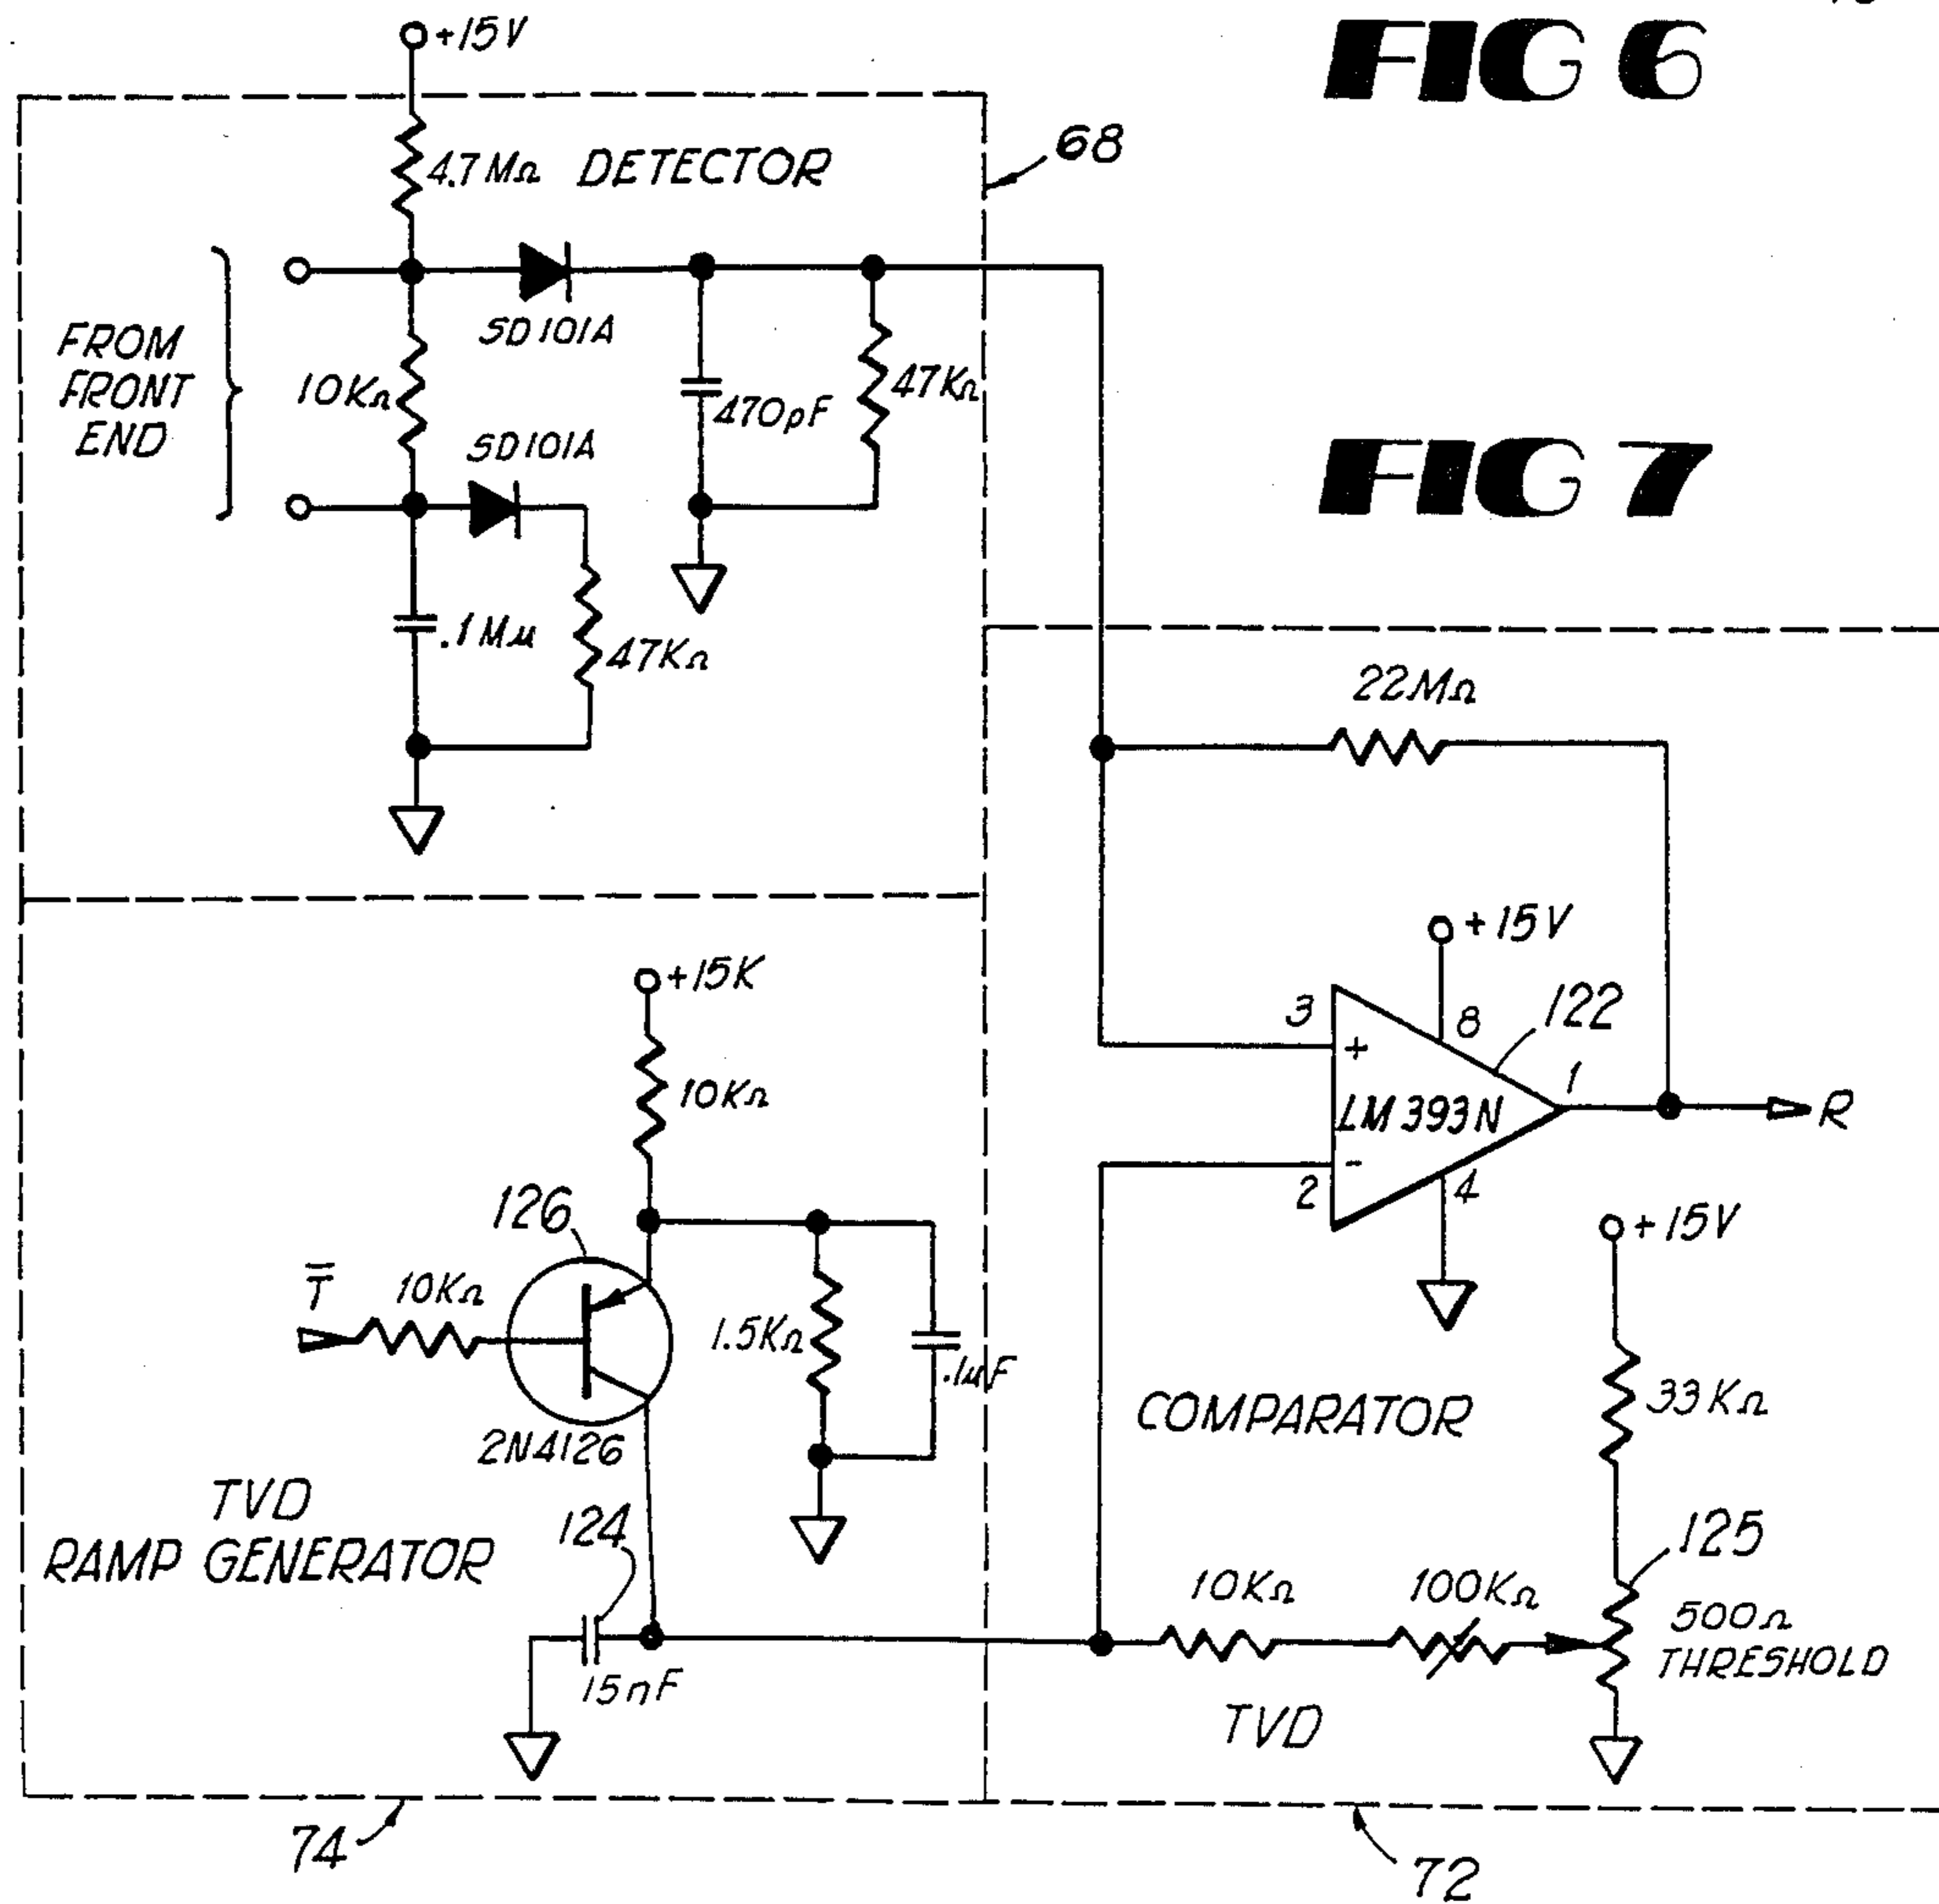 FIG 6
+15V
4.7MΩ
DETECTOR
68
SD101A
FROM
FRONT
END
10KΩ
470pF
47KΩ
SD101A
FIG 7
.1Mµ
47KΩ
22MΩ
+15V
+15K
3
8
122
+
1
10KΩ
LM393N
R
-
2
4
126
+15V
T̅
10KΩ
1.5KΩ
.1µF
33KΩ
COMPARATOR
2N4126
TVD
RAMP GENERATOR
124
125
10KΩ
100KΩ
500Ω
THRESHOLD
15nF
TVD
74
72